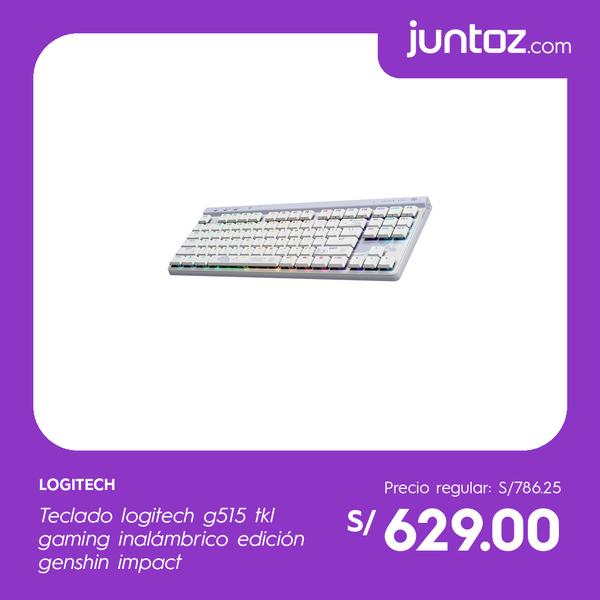 juntoz.com
LOGITECH
Teclado logitech g515 tkl
gaming inalámbrico edición
genshin impact
Precio regular: S/786.25
S/ 629.00